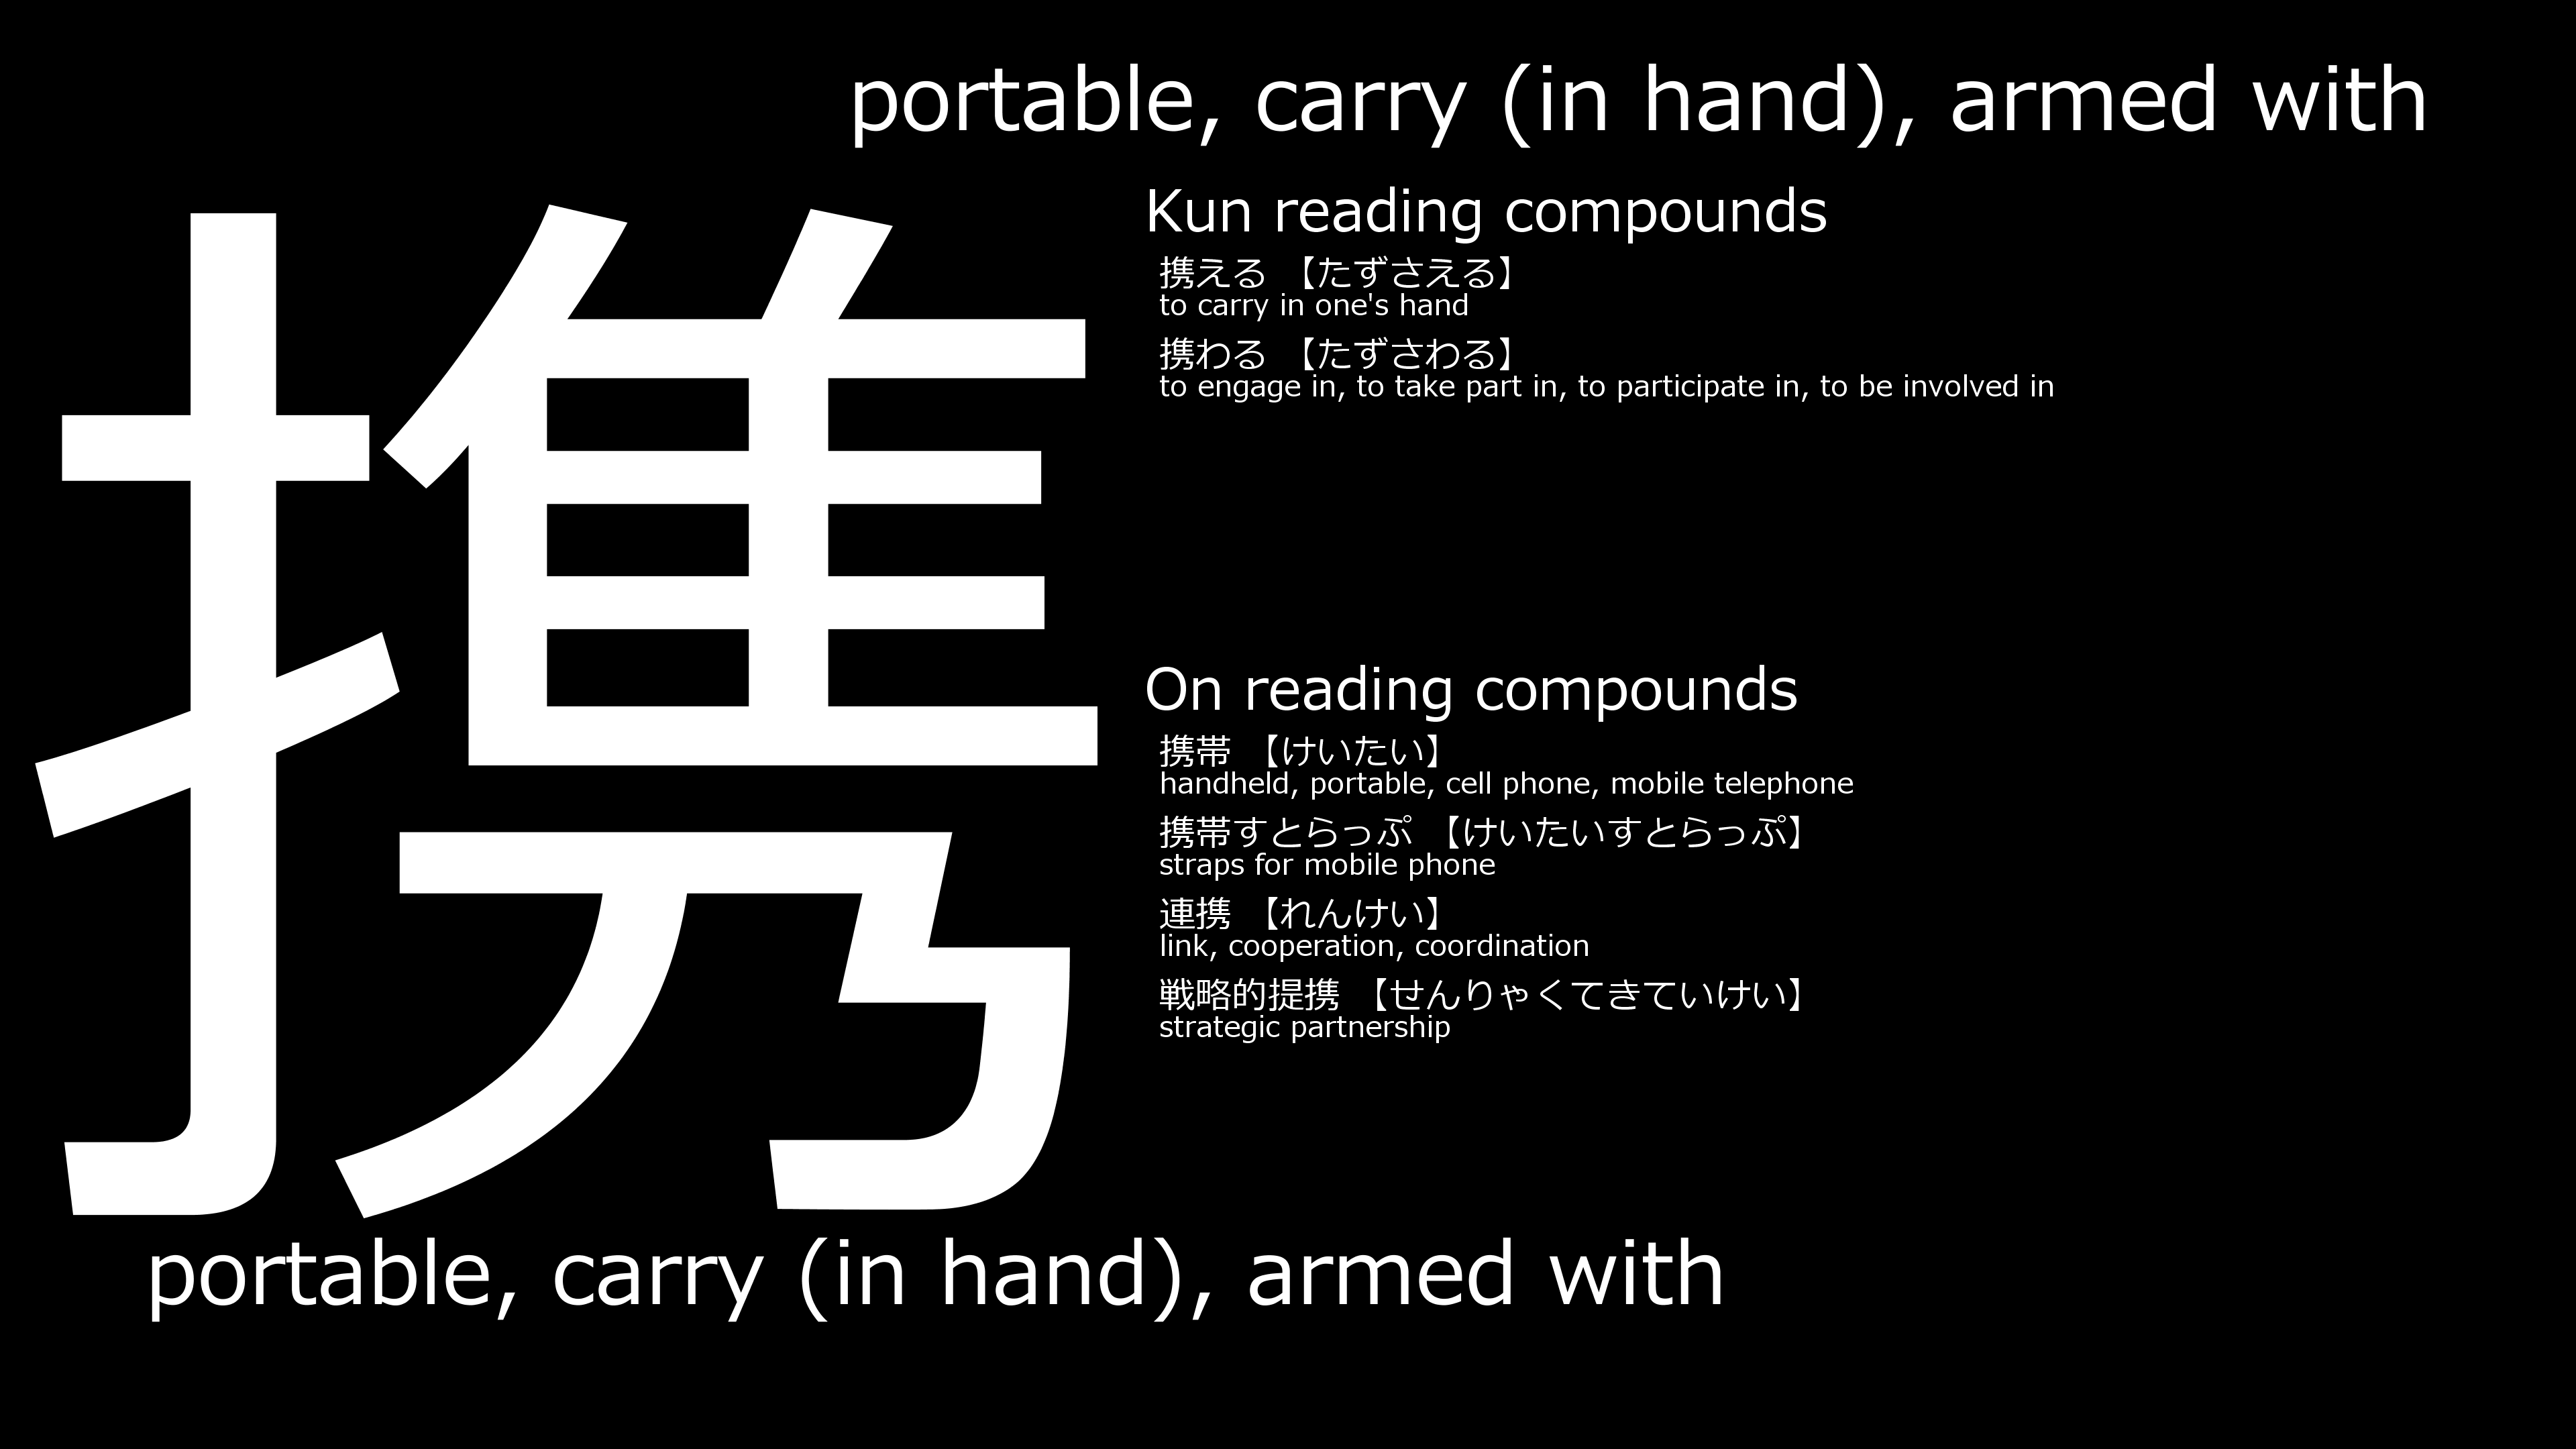 portable, carry (in hand), armed with
携
Kun reading compounds
携える 【たずさえる】
to carry in one's hand
携わる 【たずさわる】
to engage in, to take part in, to participate in, to be involved in
On reading compounds
携帯 【けいたい】
handheld, portable, cell phone, mobile telephone
携帯すとらっぷ 【けいたいすとらっぷ】
straps for mobile phone
連携 【れんけい】
link, cooperation, coordination
戦略的提携 【せんりゃくてきていけい】
strategic partnership
portable, carry (in hand), armed with